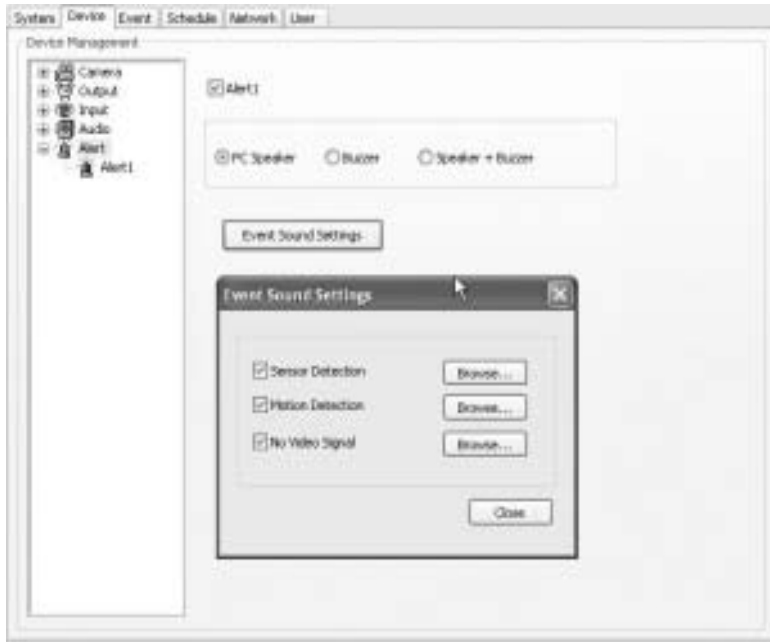 System Device Event Schedule Network User
Device Management
Camera
Output
Input
Audio
Alert
Alert1
Alert1
PC Speaker Buzzer Speaker + Buzzer
Event Sound Settings
Event Sound Settings
Sensor Detection Browse...
Motion Detection Browse...
No Video Signal Browse...
Close